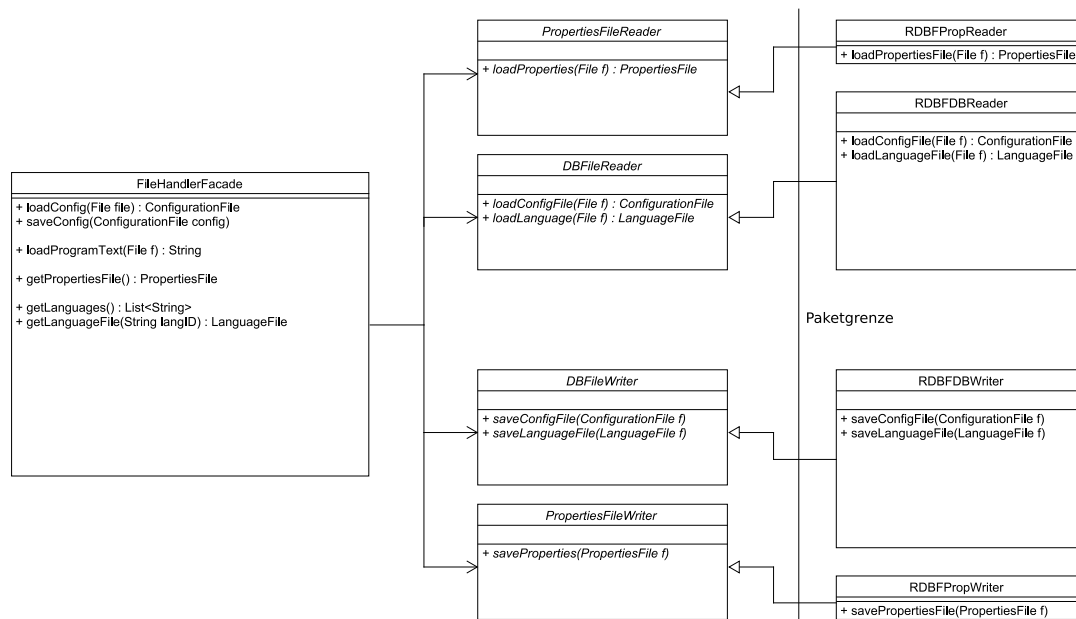 FileHandlerFacade
+ loadConfig(File file) : ConfigurationFile
+ saveConfig(ConfigurationFile config)
+ loadProgramText(File f) : String
+ getPropertiesFile() : PropertiesFile
+ getLanguages() : List<String>
+ getLanguageFile(String langID) : LanguageFile
PropertiesFileReader
+ loadProperties(File f) : PropertiesFile
DBFileReader
+ loadConfigFile(File f) : ConfigurationFile
+ loadLanguage(File f) : LanguageFile
DBFileWriter
+ saveConfigFile(ConfigurationFile f)
+ saveLanguageFile(LanguageFile f)
PropertiesFileWriter
+ saveProperties(PropertiesFile f)
Paketgrenze
RDBFPropReader
+ loadPropertiesFile(File f) : PropertiesFile
RDBFDBReader
+ loadConfigFile(File f) : ConfigurationFile
+ loadLanguageFile(File f) : LanguageFile
RDBFDBWriter
+ saveConfigFile(ConfigurationFile f)
+ saveLanguageFile(LanguageFile f)
RDBFPropWriter
+ savePropertiesFile(PropertiesFile f)